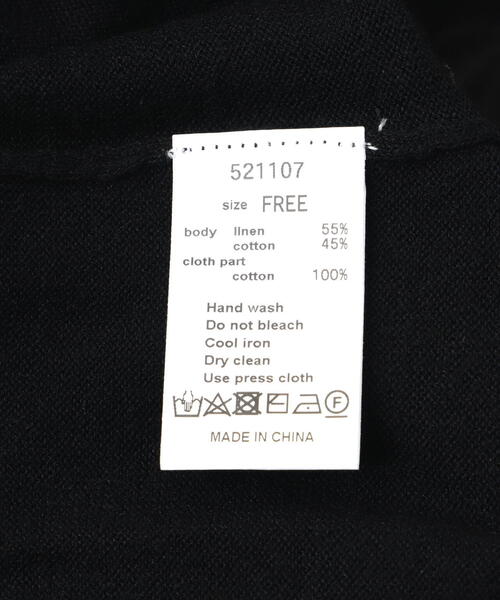 521107
size FREE
body linen 55%
cotton 45%
cloth part
cotton 100%
Hand wash
Do not bleach
Cool iron
Dry clean
Use press cloth
F
MADE IN CHINA